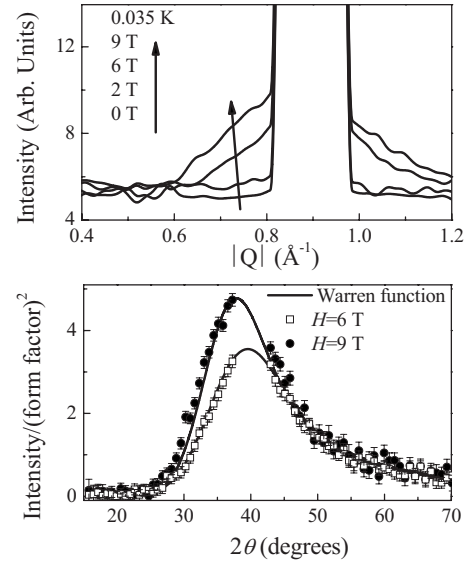 0.035 K
9 T
6 T
2 T
0 T
Intensity (Arb. Units)
12
8
4
0.4 0.6 0.8 1.0 1.2
|Q| (Å⁻¹)
Warren function
H=6 T
H=9 T
Intensity/(form factor)²
4
2
0
20 30 40 50 60 70
2θ (degrees)